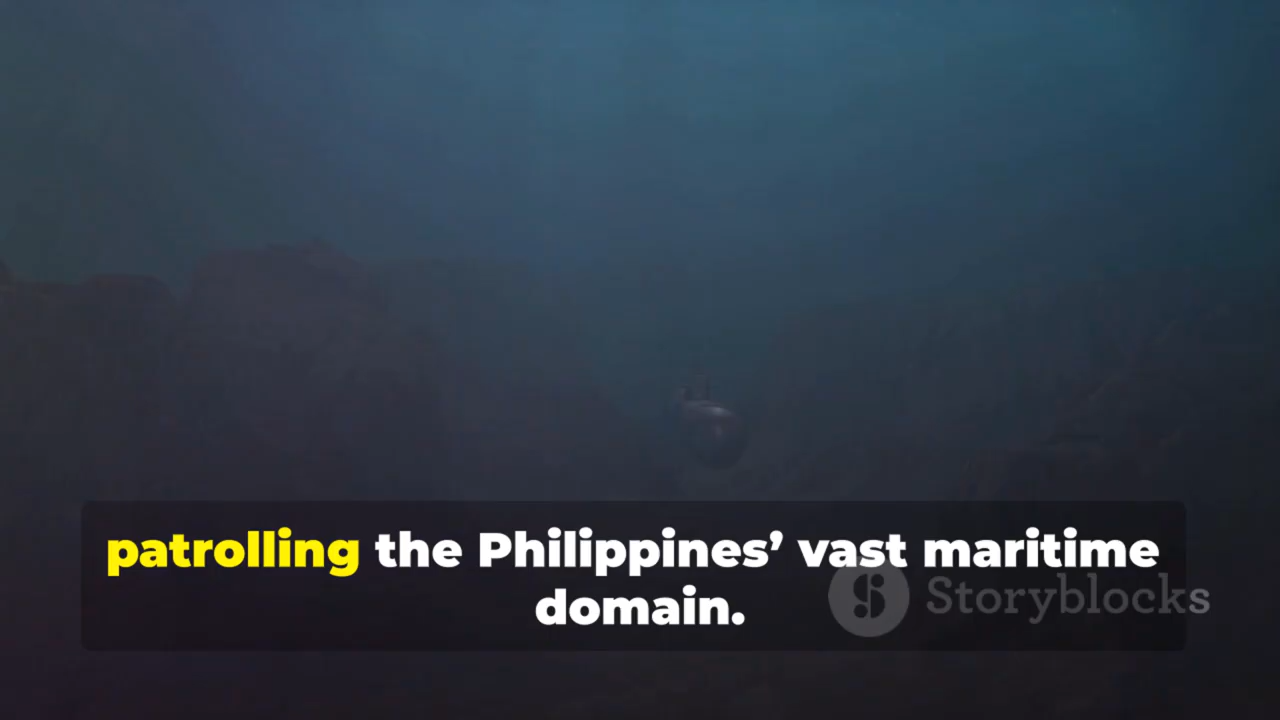 patrolling the Philippines’ vast maritime
domain.
Storyblocks